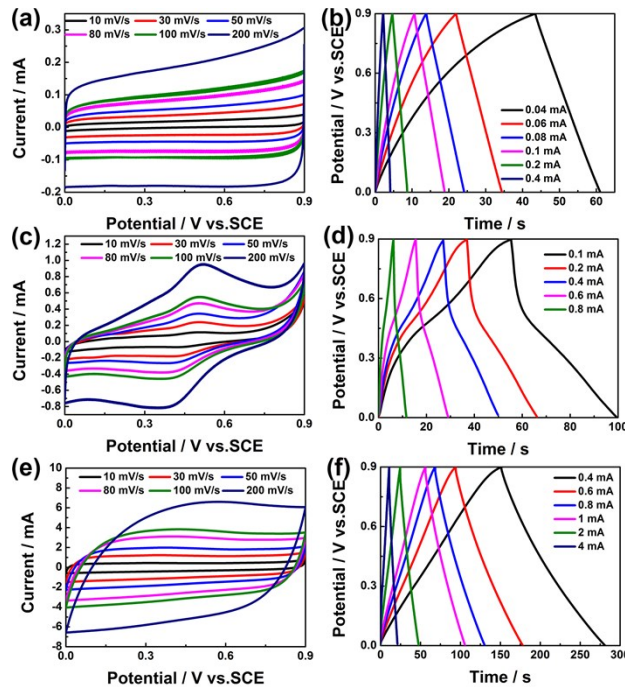 (a)
10 mV/s 30 mV/s 50 mV/s
80 mV/s 100 mV/s 200 mV/s
0.3
0.2
0.1
0.0
-0.1
-0.2
Current / mA
0.0 0.3 0.6 0.9
Potential / V vs.SCE
(b)
0.9
0.6
0.3
0.0
Potential / V vs.SCE
0.04 mA
0.06 mA
0.08 mA
0.1 mA
0.2 mA
0.4 mA
0 10 20 30 40 50 60
Time / s
(c)
10 mV/s 30 mV/s 50 mV/s
80 mV/s 100 mV/s 200 mV/s
1.2
1.0
0.8
0.6
0.4
0.2
0.0
-0.2
-0.4
-0.6
-0.8
Current / mA
0.0 0.3 0.6 0.9
Potential / V vs.SCE
(d)
0.9
0.6
0.3
0.0
Potential / V vs.SCE
0.1 mA
0.2 mA
0.4 mA
0.6 mA
0.8 mA
0 20 40 60 80 100
Time / s
(e)
10 mV/s 30 mV/s 50 mV/s
80 mV/s 100 mV/s 200 mV/s
10
8
6
4
2
0
-2
-4
-6
-8
Current / mA
0.0 0.3 0.6 0.9
Potential / V vs.SCE
(f)
0.9
0.6
0.3
0.0
Potential / V vs.SCE
0.4 mA
0.6 mA
0.8 mA
1 mA
2 mA
4 mA
0 50 100 150 200 250 300
Time / s